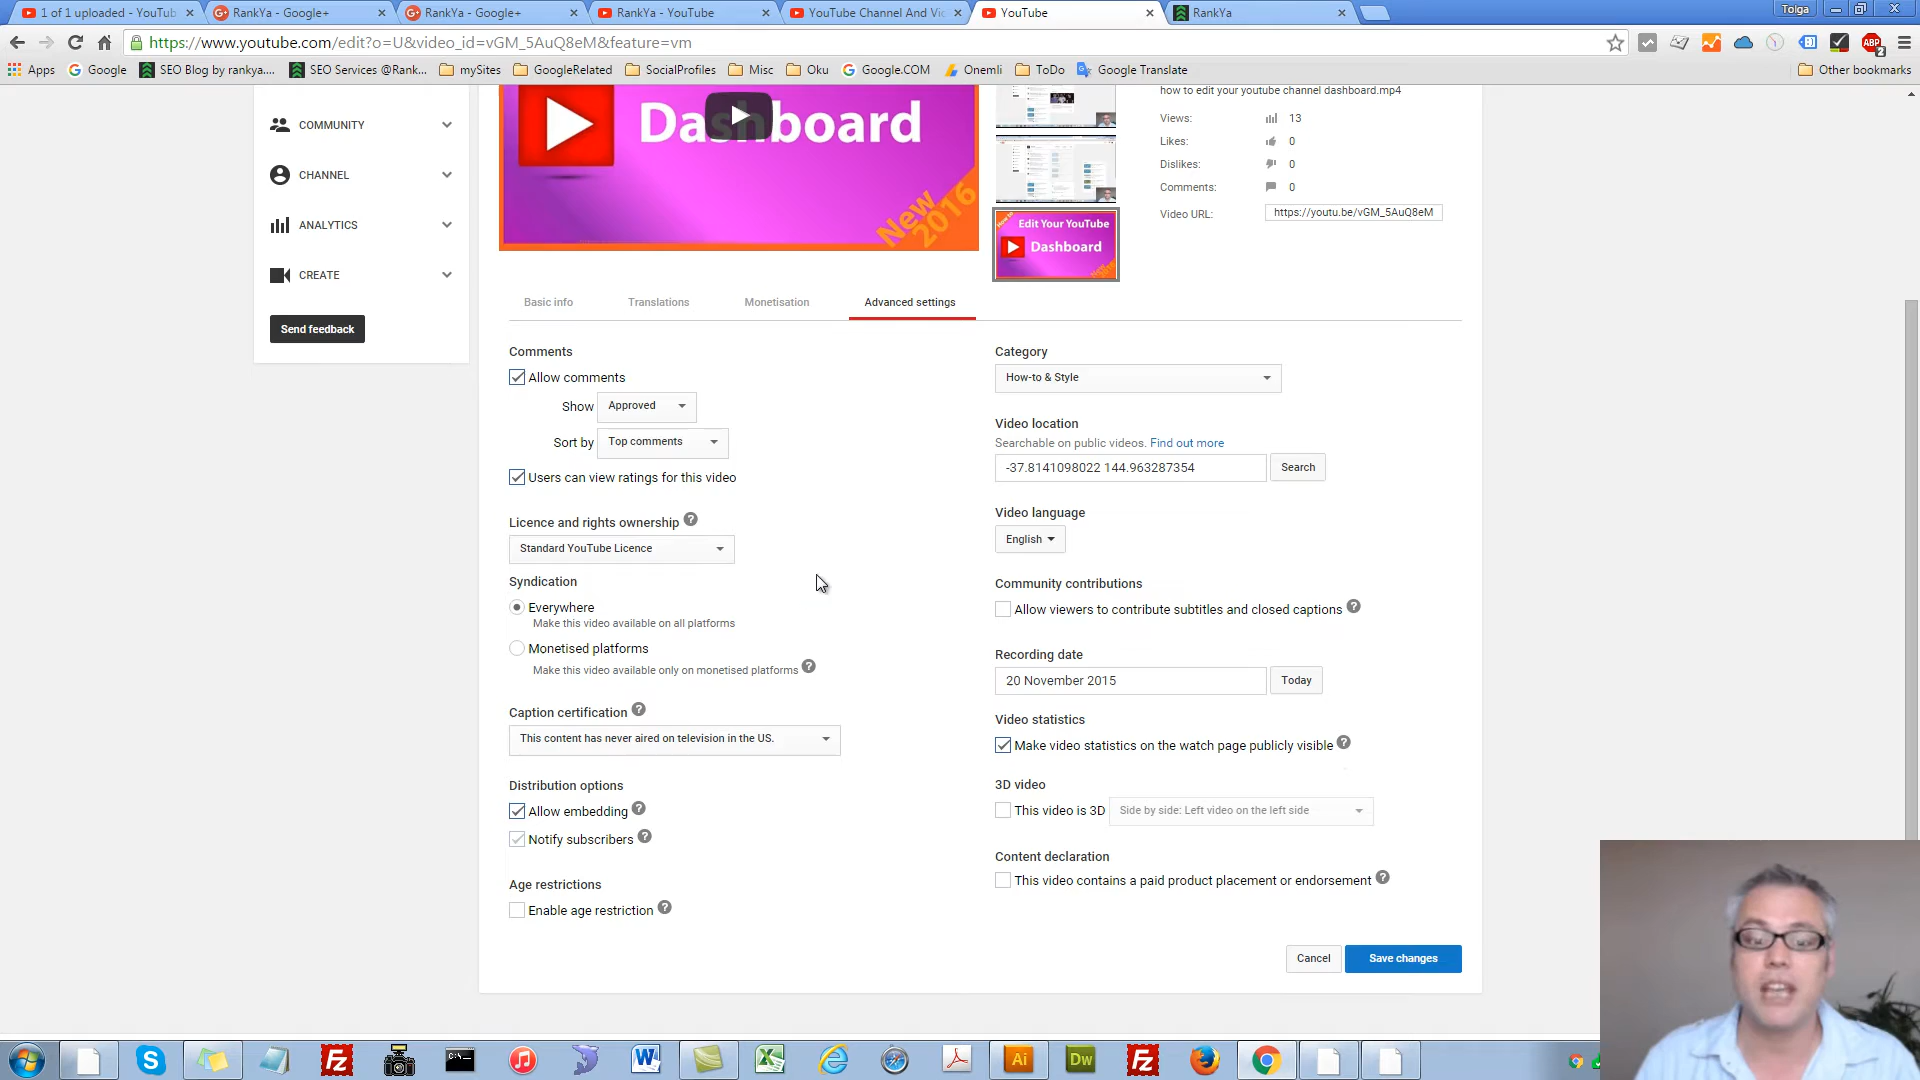 1 of 1 uploaded - YouTub
RankYa - Google+
RankYa - Google+
RankYa - YouTube
YouTube Channel And Vi
YouTube
RankYa
Tolga
https://www.youtube.com/edit?o=U&video_id=vGM_5AuQ8eM&feature=vm
ABP
2
Apps
Google
SEO Blog by rankya....
SEO Services @Rank...
mySites
GoogleRelated
SocialProfiles
Misc
Oku
Google.COM
Onemli
ToDo
Google Translate
Other bookmarks
COMMUNITY
CHANNEL
ANALYTICS
CREATE
Send feedback
Dashboard
New
2016
Edit Your YouTube
Dashboard
how to edit your youtube channel dashboard.mp4
Views: 13
Likes: 0
Dislikes: 0
Comments: 0
Video URL: https://youtu.be/vGM_5AuQ8eM
Basic info
Translations
Monetisation
Advanced settings
Comments
Allow comments
Show Approved
Sort by Top comments
Users can view ratings for this video
Licence and rights ownership ?
Standard YouTube Licence
Syndication
Everywhere
Make this video available on all platforms
Monetised platforms
Make this video available only on monetised platforms ?
Caption certification ?
This content has never aired on television in the US.
Distribution options
Allow embedding ?
Notify subscribers ?
Age restrictions
Enable age restriction ?
Category
How-to & Style
Video location
Searchable on public videos. Find out more
-37.8141098022 144.963287354
Search
Video language
English
Community contributions
Allow viewers to contribute subtitles and closed captions ?
Recording date
20 November 2015
Today
Video statistics
Make video statistics on the watch page publicly visible ?
3D video
This video is 3D
Side by side: Left video on the left side
Content declaration
This video contains a paid product placement or endorsement ?
Cancel
Save changes
Fz
Ai
Dw
Fz